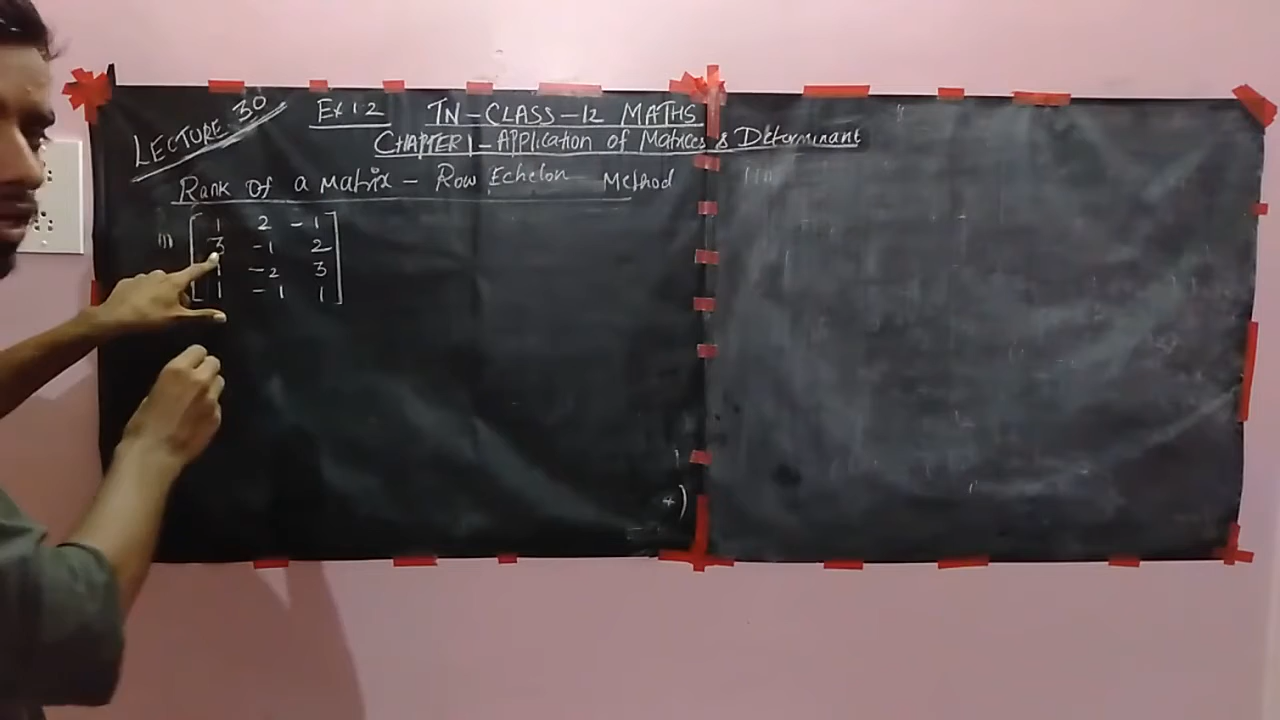 LECTURE 30
Ex 1.2 TN-CLASS-12 MATHS
CHAPTER 1 - Application of Matrices & Determinant
Rank of a Matrix - Row Echelon Method
1 2 -1
3 -1 2
1 -2 3
1 -1 1